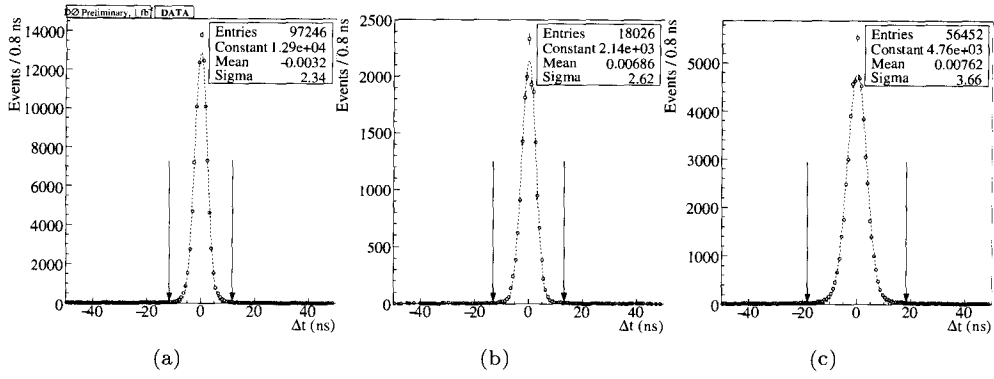 DØ Preliminary, 1 fb⁻¹ DATA
Events / 0.8 ns
14000
12000
10000
8000
6000
4000
2000
0
-40 -20 0 20 40
Δt (ns)
Entries 97246
Constant 1.29e+04
Mean -0.0032
Sigma 2.34
(a)
Events / 0.8 ns
2500
2000
1500
1000
500
0
-40 -20 0 20 40
Δt (ns)
Entries 18026
Constant 2.14e+03
Mean 0.00686
Sigma 2.62
(b)
Events / 0.8 ns
5000
4000
3000
2000
1000
0
-40 -20 0 20 40
Δt (ns)
Entries 56452
Constant 4.76e+03
Mean 0.00762
Sigma 3.66
(c)